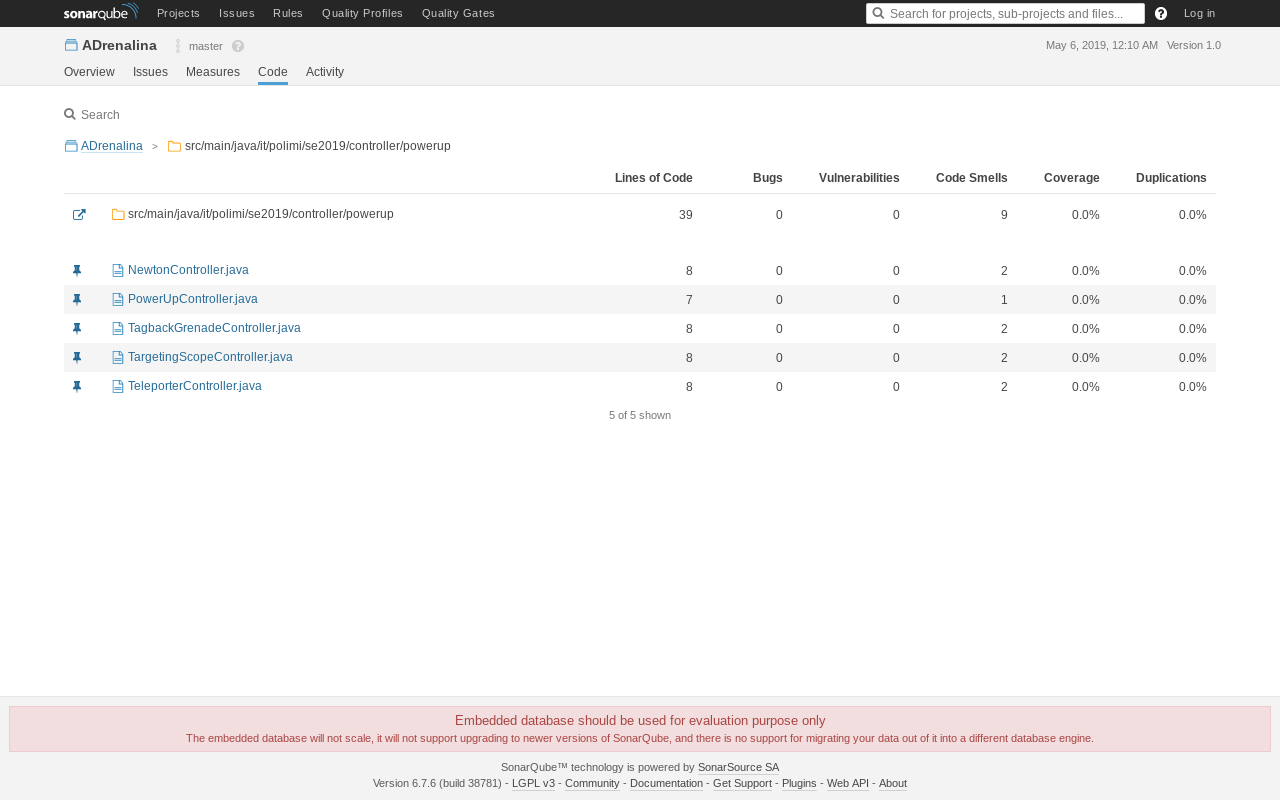 sonarqube Projects Issues Rules Quality Profiles Quality Gates Search for projects, sub-projects and files... Log in
ADrenalina master May 6, 2019, 12:10 AM Version 1.0
Overview Issues Measures Code Activity
Search
ADrenalina > src/main/java/it/polimi/se2019/controller/powerup
Lines of Code Bugs Vulnerabilities Code Smells Coverage Duplications
src/main/java/it/polimi/se2019/controller/powerup 39 0 0 9 0.0% 0.0%
NewtonController.java 8 0 0 2 0.0% 0.0%
PowerUpController.java 7 0 0 1 0.0% 0.0%
TagbackGrenadeController.java 8 0 0 2 0.0% 0.0%
TargetingScopeController.java 8 0 0 2 0.0% 0.0%
TeleporterController.java 8 0 0 2 0.0% 0.0%
5 of 5 shown
Embedded database should be used for evaluation purpose only
The embedded database will not scale, it will not support upgrading to newer versions of SonarQube, and there is no support for migrating your data out of it into a different database engine.
SonarQube™ technology is powered by SonarSource SA
Version 6.7.6 (build 38781) - LGPL v3 - Community - Documentation - Get Support - Plugins - Web API - About